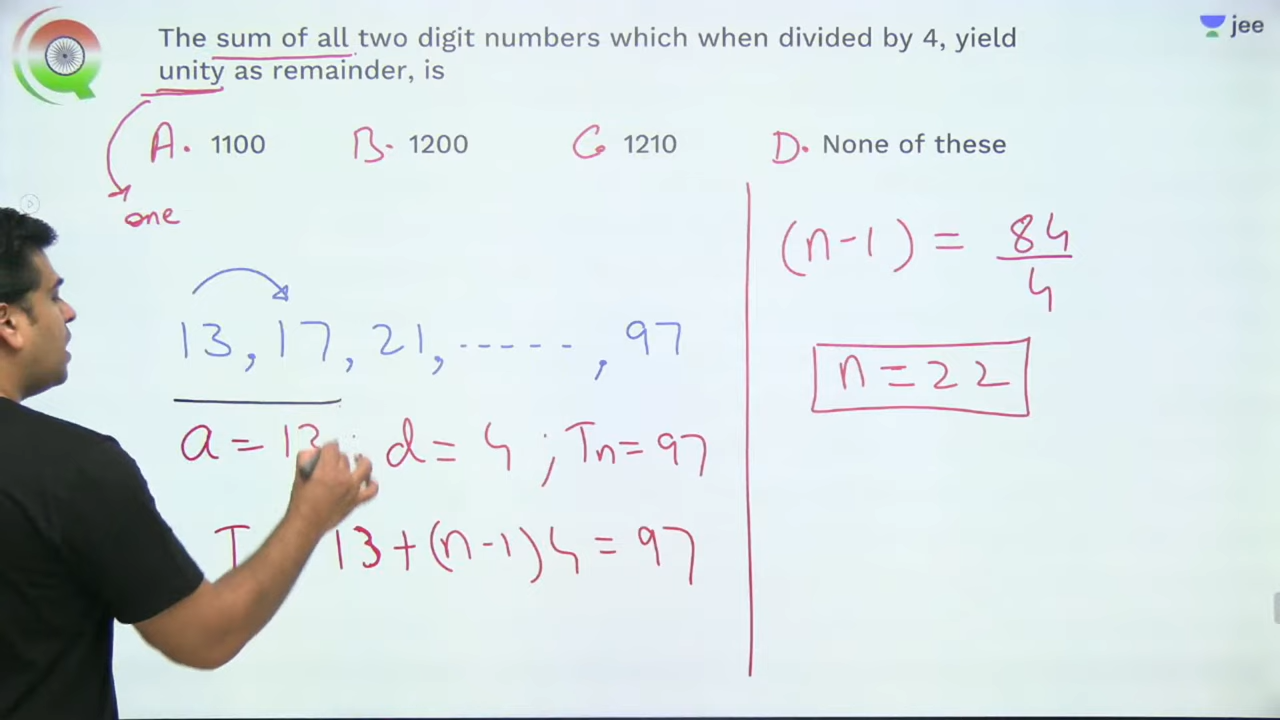 The sum of all two digit numbers which when divided by 4, yield
unity as remainder, is
jee
A. 1100 B. 1200 C. 1210 D. None of these
one
13, 17, 21, ----- , 97
a = 13 ; d = 4 ; Tn = 97
T 13 + (n-1) 4 = 97
(n-1) = 84/4
n = 22